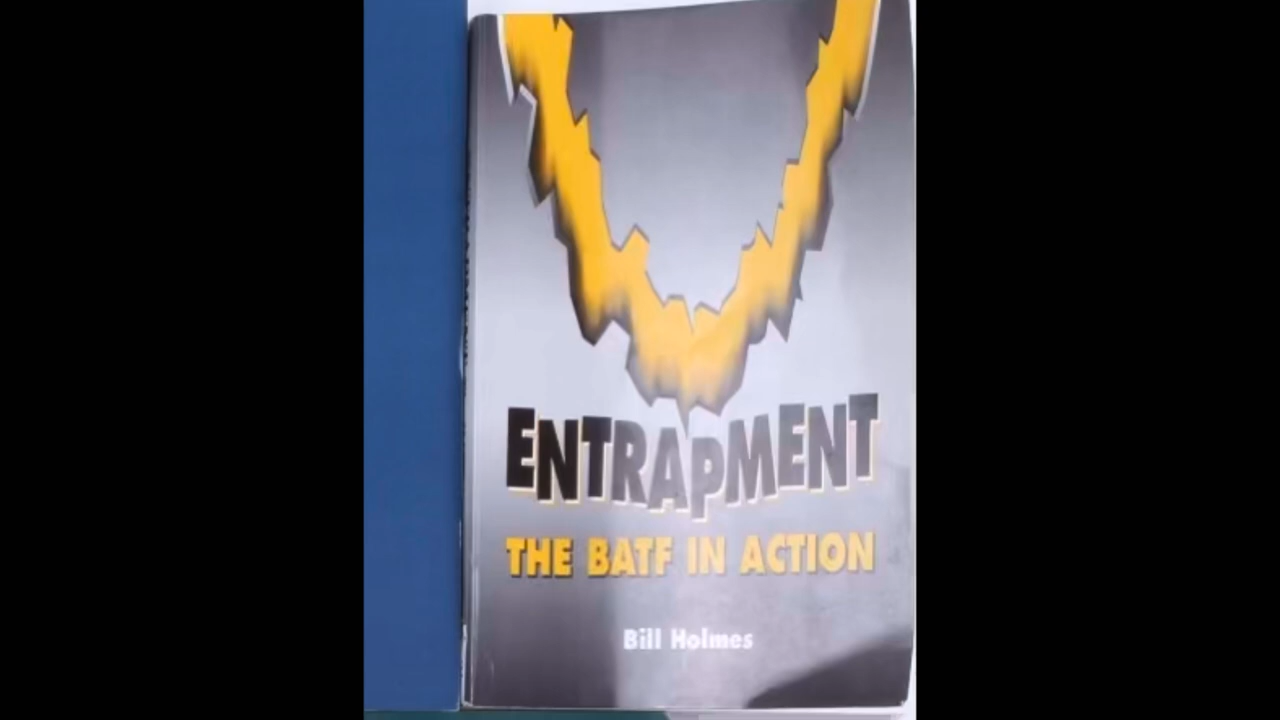 ENTRAPMENT
THE BATF IN ACTION
Bill Holmes